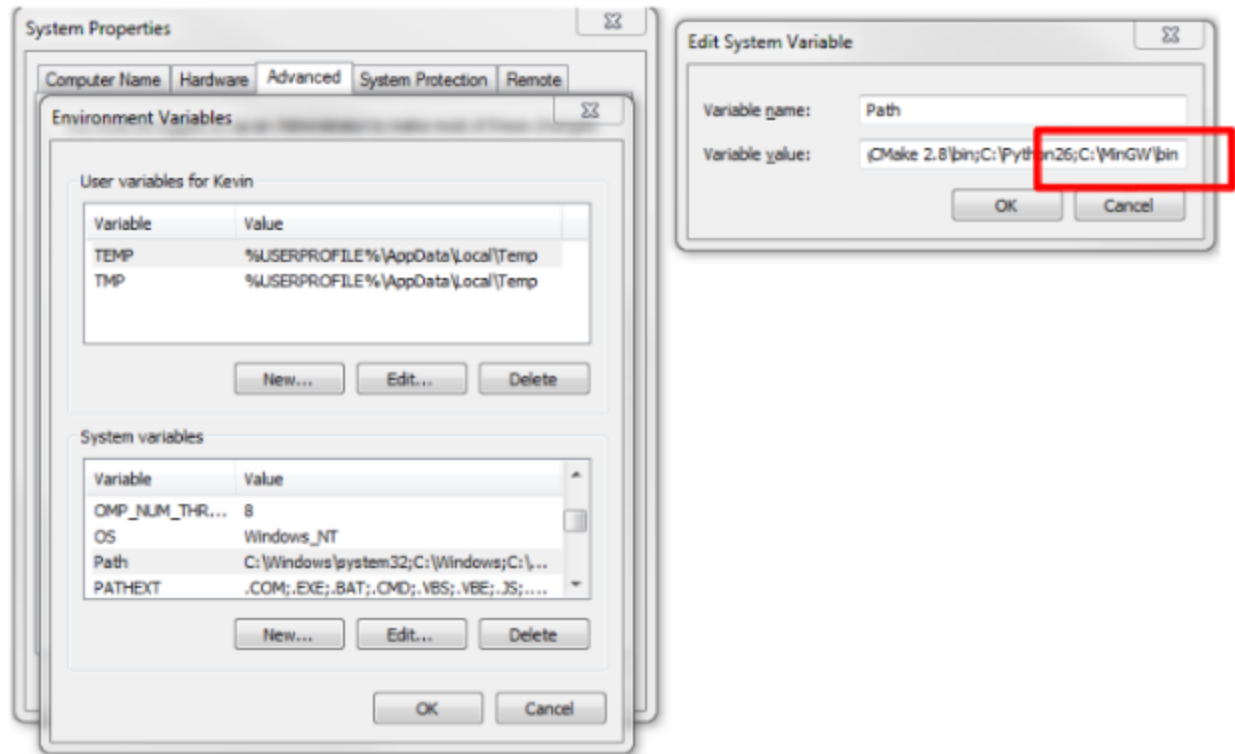 System Properties
Computer Name Hardware Advanced System Protection Remote
Environment Variables
User variables for Kevin
Variable Value
TEMP %USERPROFILE%\AppData\Local\Temp
TMP %USERPROFILE%\AppData\Local\Temp
New... Edit... Delete
System variables
Variable Value
OMP_NUM_THR... 8
OS Windows_NT
Path C:\Windows\system32;C:\Windows;C:\...
PATHEXT .COM;.EXE;.BAT;.CMD;.VBS;.VBE;.JS;....
New... Edit... Delete
OK Cancel
Edit System Variable
Variable name: Path
Variable value: CMake 2.8\bin;C:\Python26;C:\MinGW\bin
OK Cancel